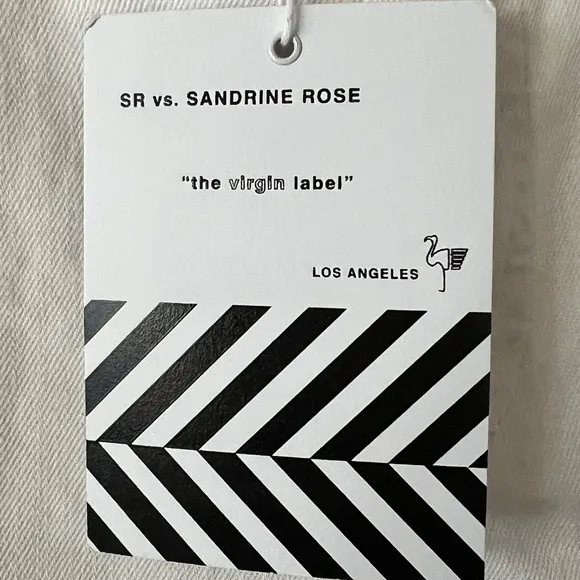 SR vs. SANDRINE ROSE
"the virgin label"
LOS ANGELES